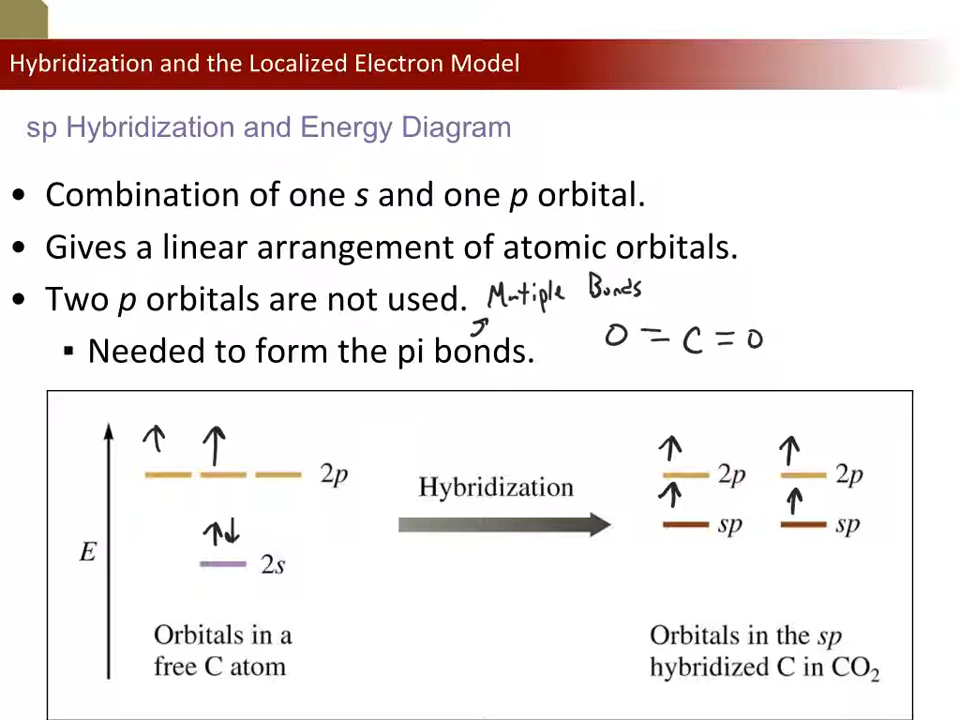 Hybridization and the Localized Electron Model
sp Hybridization and Energy Diagram
• Combination of one s and one p orbital.
• Gives a linear arrangement of atomic orbitals.
• Two p orbitals are not used. Multiple Bonds
▪ Needed to form the pi bonds. O = C = O
↑ ↑ 2p
↑↓ 2s
E
Orbitals in a
free C atom
Hybridization
↑ 2p ↑ 2p
↑ sp ↑ sp
Orbitals in the sp
hybridized C in CO₂